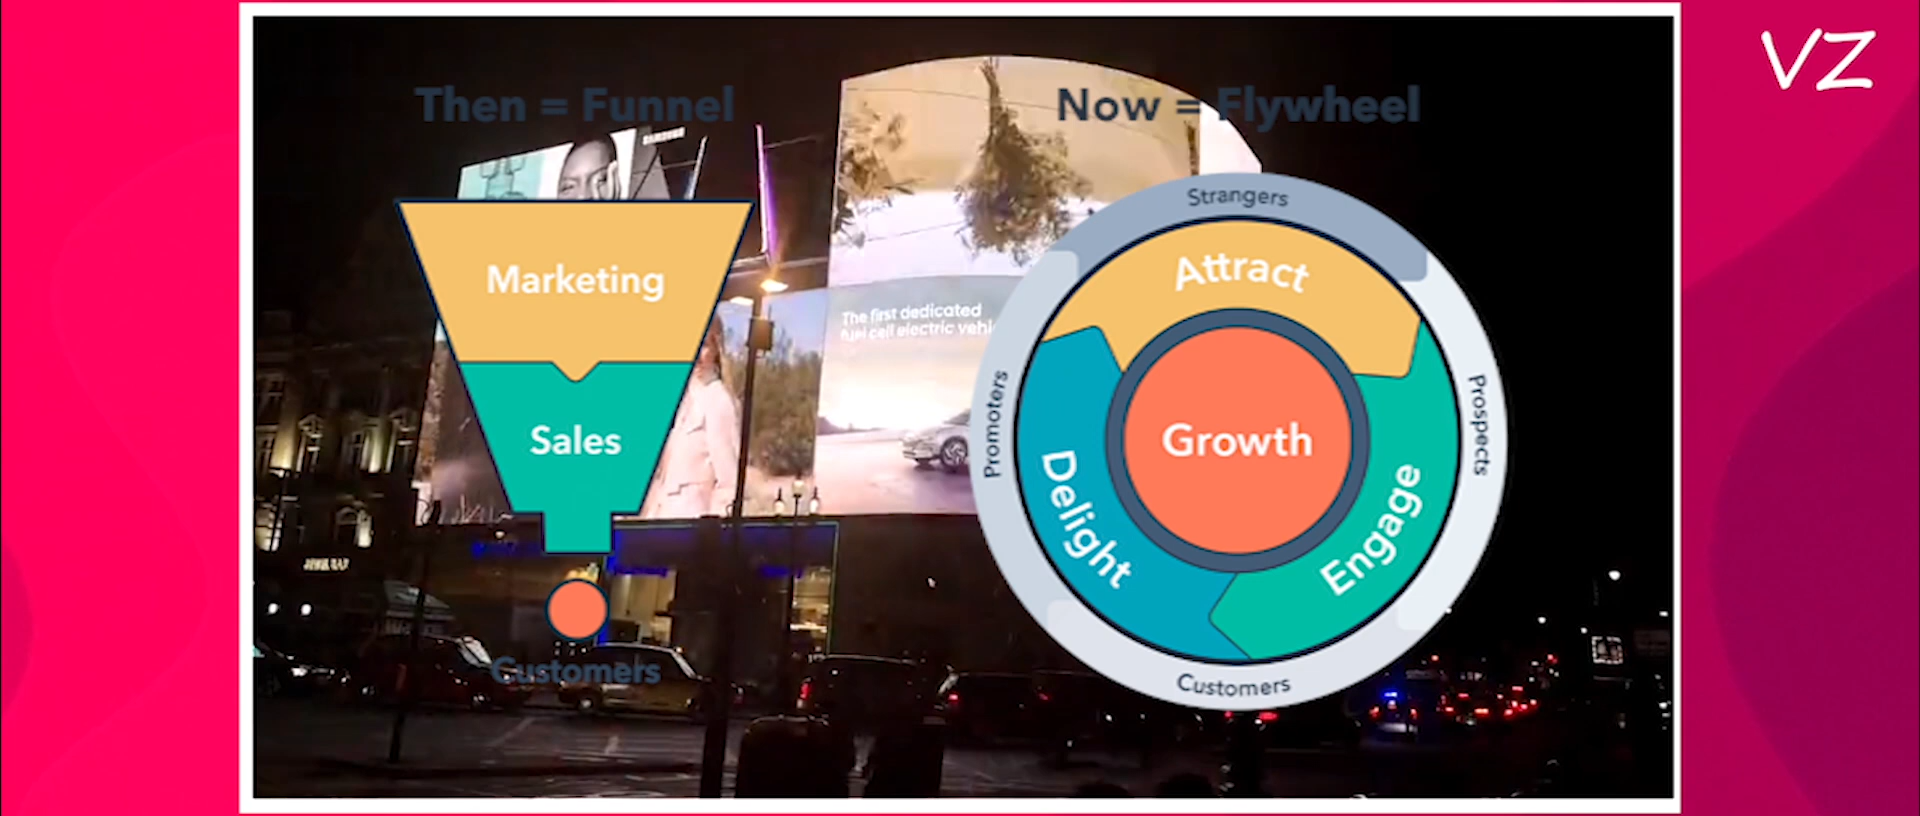 VZ
Then = Funnel
Now = Flywheel
SAMSUNG
Strangers
Attract
Marketing
The first dedicated
fuel cell electric vehi
Promoters
Prospects
Growth
Sales
Delight
Engage
Customers
Customers